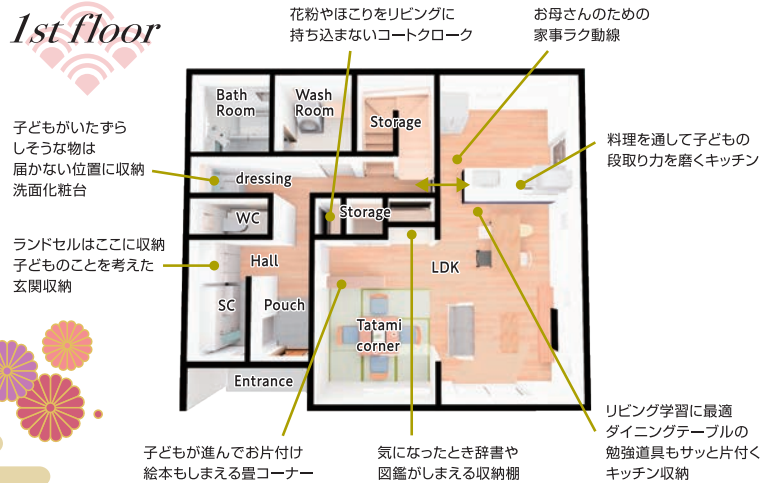 1st floor
花粉やほこりをリビングに
持ち込まないコートクローク
お母さんのための
家事ラク動線
子どもがいたずら
しそうな物は
届かない位置に収納
洗面化粧台
料理を通して子どもの
段取り力を磨くキッチン
ランドセルはここに収納
子どものことを考えた
玄関収納
Bath
Room
Wash
Room
Storage
dressing
WC
Storage
Hall
LDK
SC
Pouch
Tatami
corner
Entrance
子どもが進んでお片付け
絵本もしまえる畳コーナー
気になったとき辞書や
図鑑がしまえる収納棚
リビング学習に最適
ダイニングテーブルの
勉強道具もサッと片付く
キッチン収納